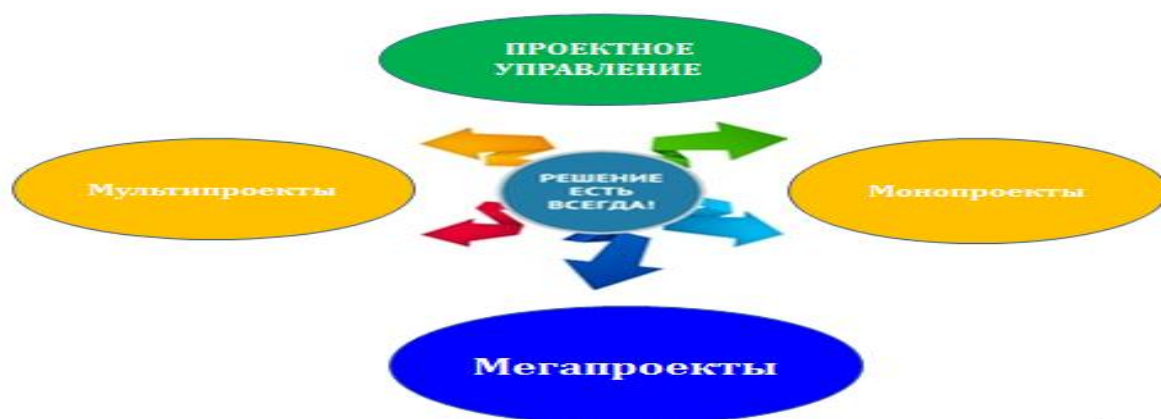 ПРОЕКТНОЕ
УПРАВЛЕНИЕ
Мультипроекты
РЕШЕНИЕ
ЕСТЬ
ВСЕГДА!
Монопроекты
Мегапроекты